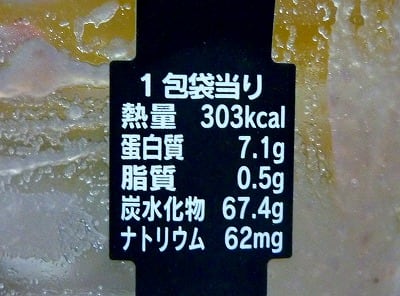 1包袋当り
熱量 303kcal
蛋白質 7.1g
脂質 0.5g
炭水化物 67.4g
ナトリウム 62mg